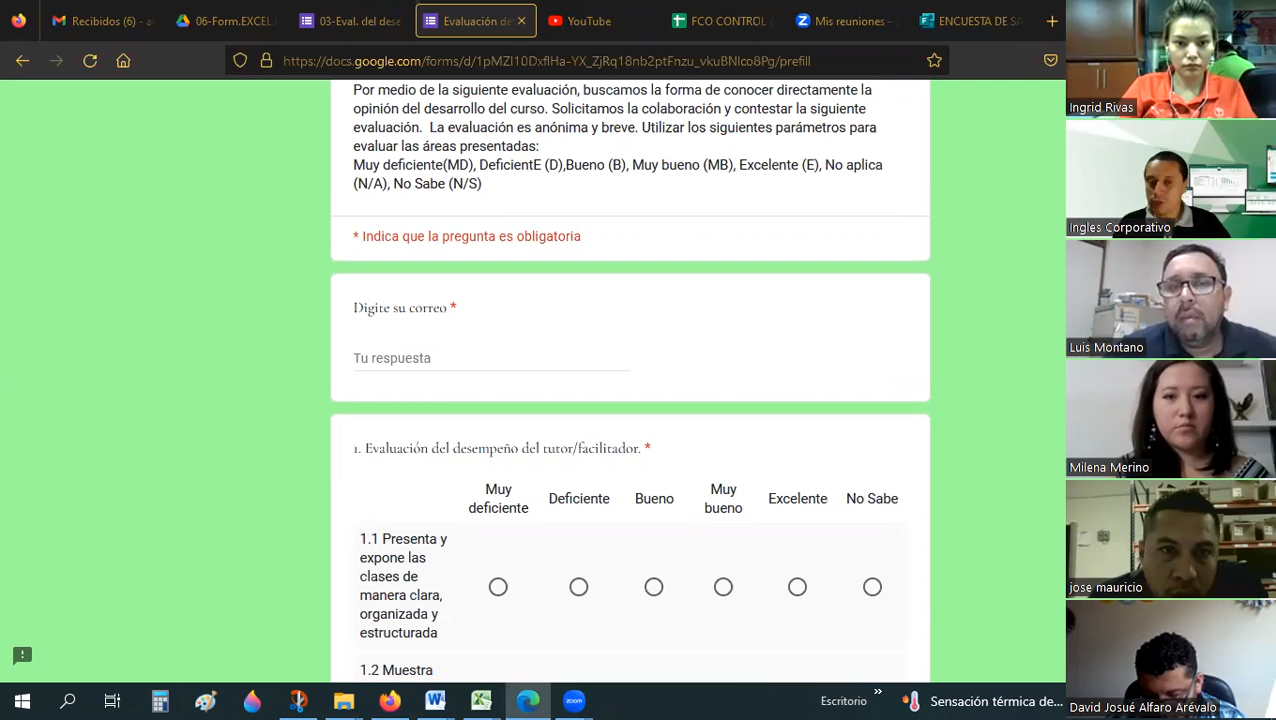 Recibidos (6) - a
06-Form.EXCEL.
03-Eval. del dese
Evaluación de
YouTube
FCO CONTROL
Mis reuniones -
ENCUESTA DE SA
https://docs.google.com/forms/d/1pMZI10DxflHa-YX_ZjRq18nb2ptFnzu_vkuBNIco8Pg/prefill
Por medio de la siguiente evaluación, buscamos la forma de conocer directamente la
opinión del desarrollo del curso. Solicitamos la colaboración y contestar la siguiente
evaluación.  La evaluación es anónima y breve. Utilizar los siguientes parámetros para
evaluar las áreas presentadas:
Muy deficiente(MD), DeficientE (D),Bueno (B), Muy bueno (MB), Excelente (E), No aplica
(N/A), No Sabe (N/S)
* Indica que la pregunta es obligatoria
Digite su correo *
Tu respuesta
1. Evaluación del desempeño del tutor/facilitador. *
Muy
deficiente
Deficiente
Bueno
Muy
bueno
Excelente
No Sabe
1.1 Presenta y
expone las
clases de
manera clara,
organizada y
estructurada
1.2 Muestra
Escritorio
Sensación térmica de...
Ingrid Rivas
Ingles Corporativo
Luis Montano
Milena Merino
jose mauricio
David Josué Alfaro Arévalo